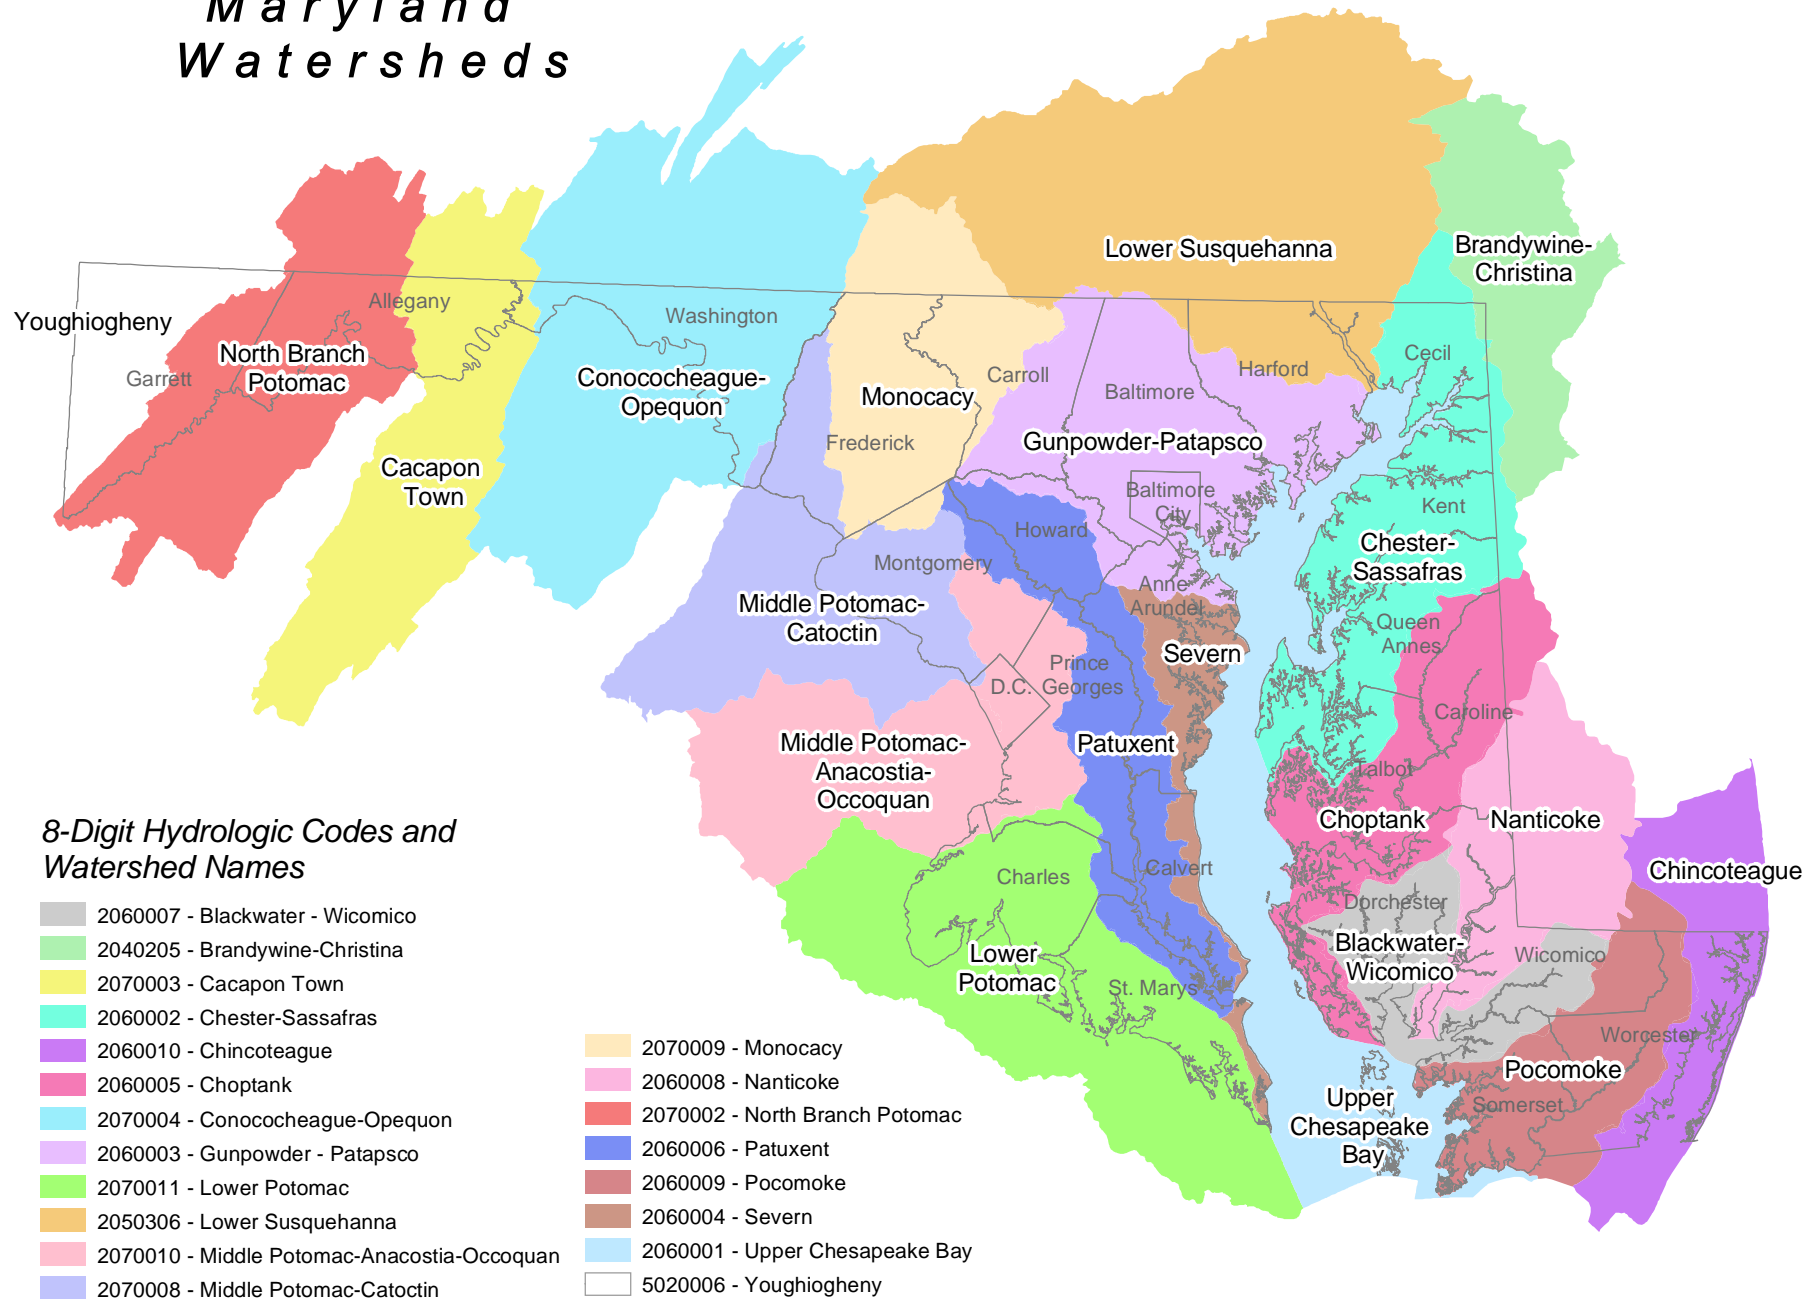 Maryland
Watersheds
Lower Susquehanna
Brandywine-
Christina
Youghiogheny
Allegany
Washington
North Branch
Potomac
Garrett
Conococheague-
Opequon
Monocacy
Carroll
Baltimore
Harford
Cecil
Frederick
Gunpowder-Patapsco
Cacapon
Town
Baltimore
City
Kent
Howard
Chester-
Sassafras
Montgomery
Anne
Arundel
Middle Potomac-
Catoctin
Queen
Annes
Severn
Prince
Georges
D.C.
Caroline
Patuxent
Middle Potomac-
Anacostia-
Occoquan
Talbot
Choptank
Nanticoke
Chincoteague
Calvert
Charles
Dorchester
Blackwater-
Wicomico
Wicomico
Lower
Potomac
St. Marys
Worcester
Pocomoke
Somerset
Upper
Chesapeake
Bay
8-Digit Hydrologic Codes and
Watershed Names
2060007 - Blackwater - Wicomico
2040205 - Brandywine-Christina
2070003 - Cacapon Town
2060002 - Chester-Sassafras
2060010 - Chincoteague
2060005 - Choptank
2070004 - Conococheague-Opequon
2060003 - Gunpowder - Patapsco
2070011 - Lower Potomac
2050306 - Lower Susquehanna
2070010 - Middle Potomac-Anacostia-Occoquan
2070008 - Middle Potomac-Catoctin
2070009 - Monocacy
2060008 - Nanticoke
2070002 - North Branch Potomac
2060006 - Patuxent
2060009 - Pocomoke
2060004 - Severn
2060001 - Upper Chesapeake Bay
5020006 - Youghiogheny